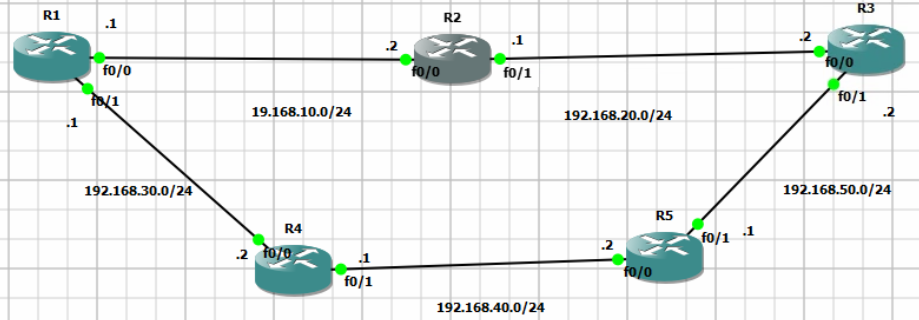 R1
.1
f0/0
f0/1
.1
R2
.2
f0/0
.1
f0/1
R3
.2
f0/0
f0/1
.2
19.168.10.0/24
192.168.20.0/24
192.168.30.0/24
192.168.50.0/24
R4
.2
f0/0
.1
f0/1
R5
.2
f0/0
f0/1
.1
192.168.40.0/24